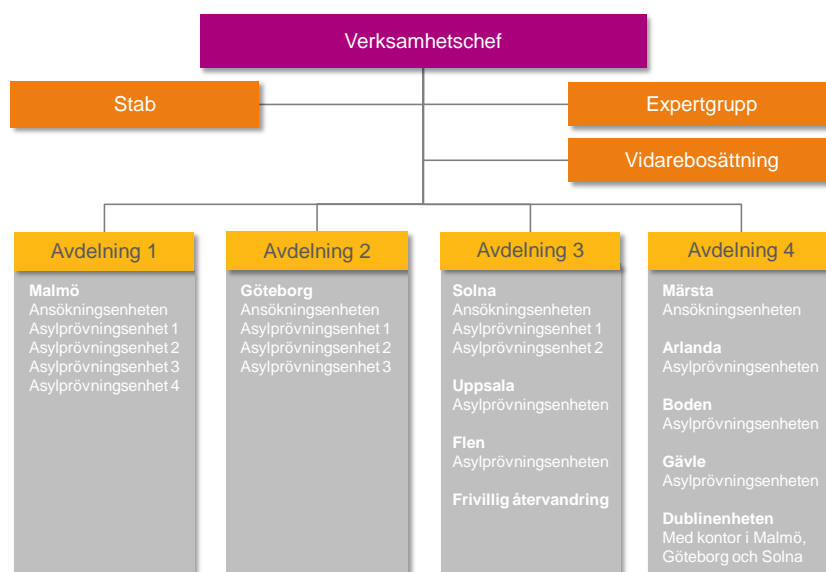 Verksamhetschef
Stab
Expertgrupp
Vidarebosättning
Avdelning 1
Malmö
Ansökningsenheten
Asylprövningsenhet 1
Asylprövningsenhet 2
Asylprövningsenhet 3
Asylprövningsenhet 4
Avdelning 2
Göteborg
Ansökningsenheten
Asylprövningsenhet 1
Asylprövningsenhet 2
Asylprövningsenhet 3
Avdelning 3
Solna
Ansökningsenheten
Asylprövningsenhet 1
Asylprövningsenhet 2
Uppsala
Asylprövningsenheten
Flen
Asylprövningsenheten
Frivillig återvandring
Avdelning 4
Märsta
Ansökningsenheten
Arlanda
Asylprövningsenheten
Boden
Asylprövningsenheten
Gävle
Asylprövningsenheten
Dublinenheten
Med kontor i Malmö,
Göteborg och Solna